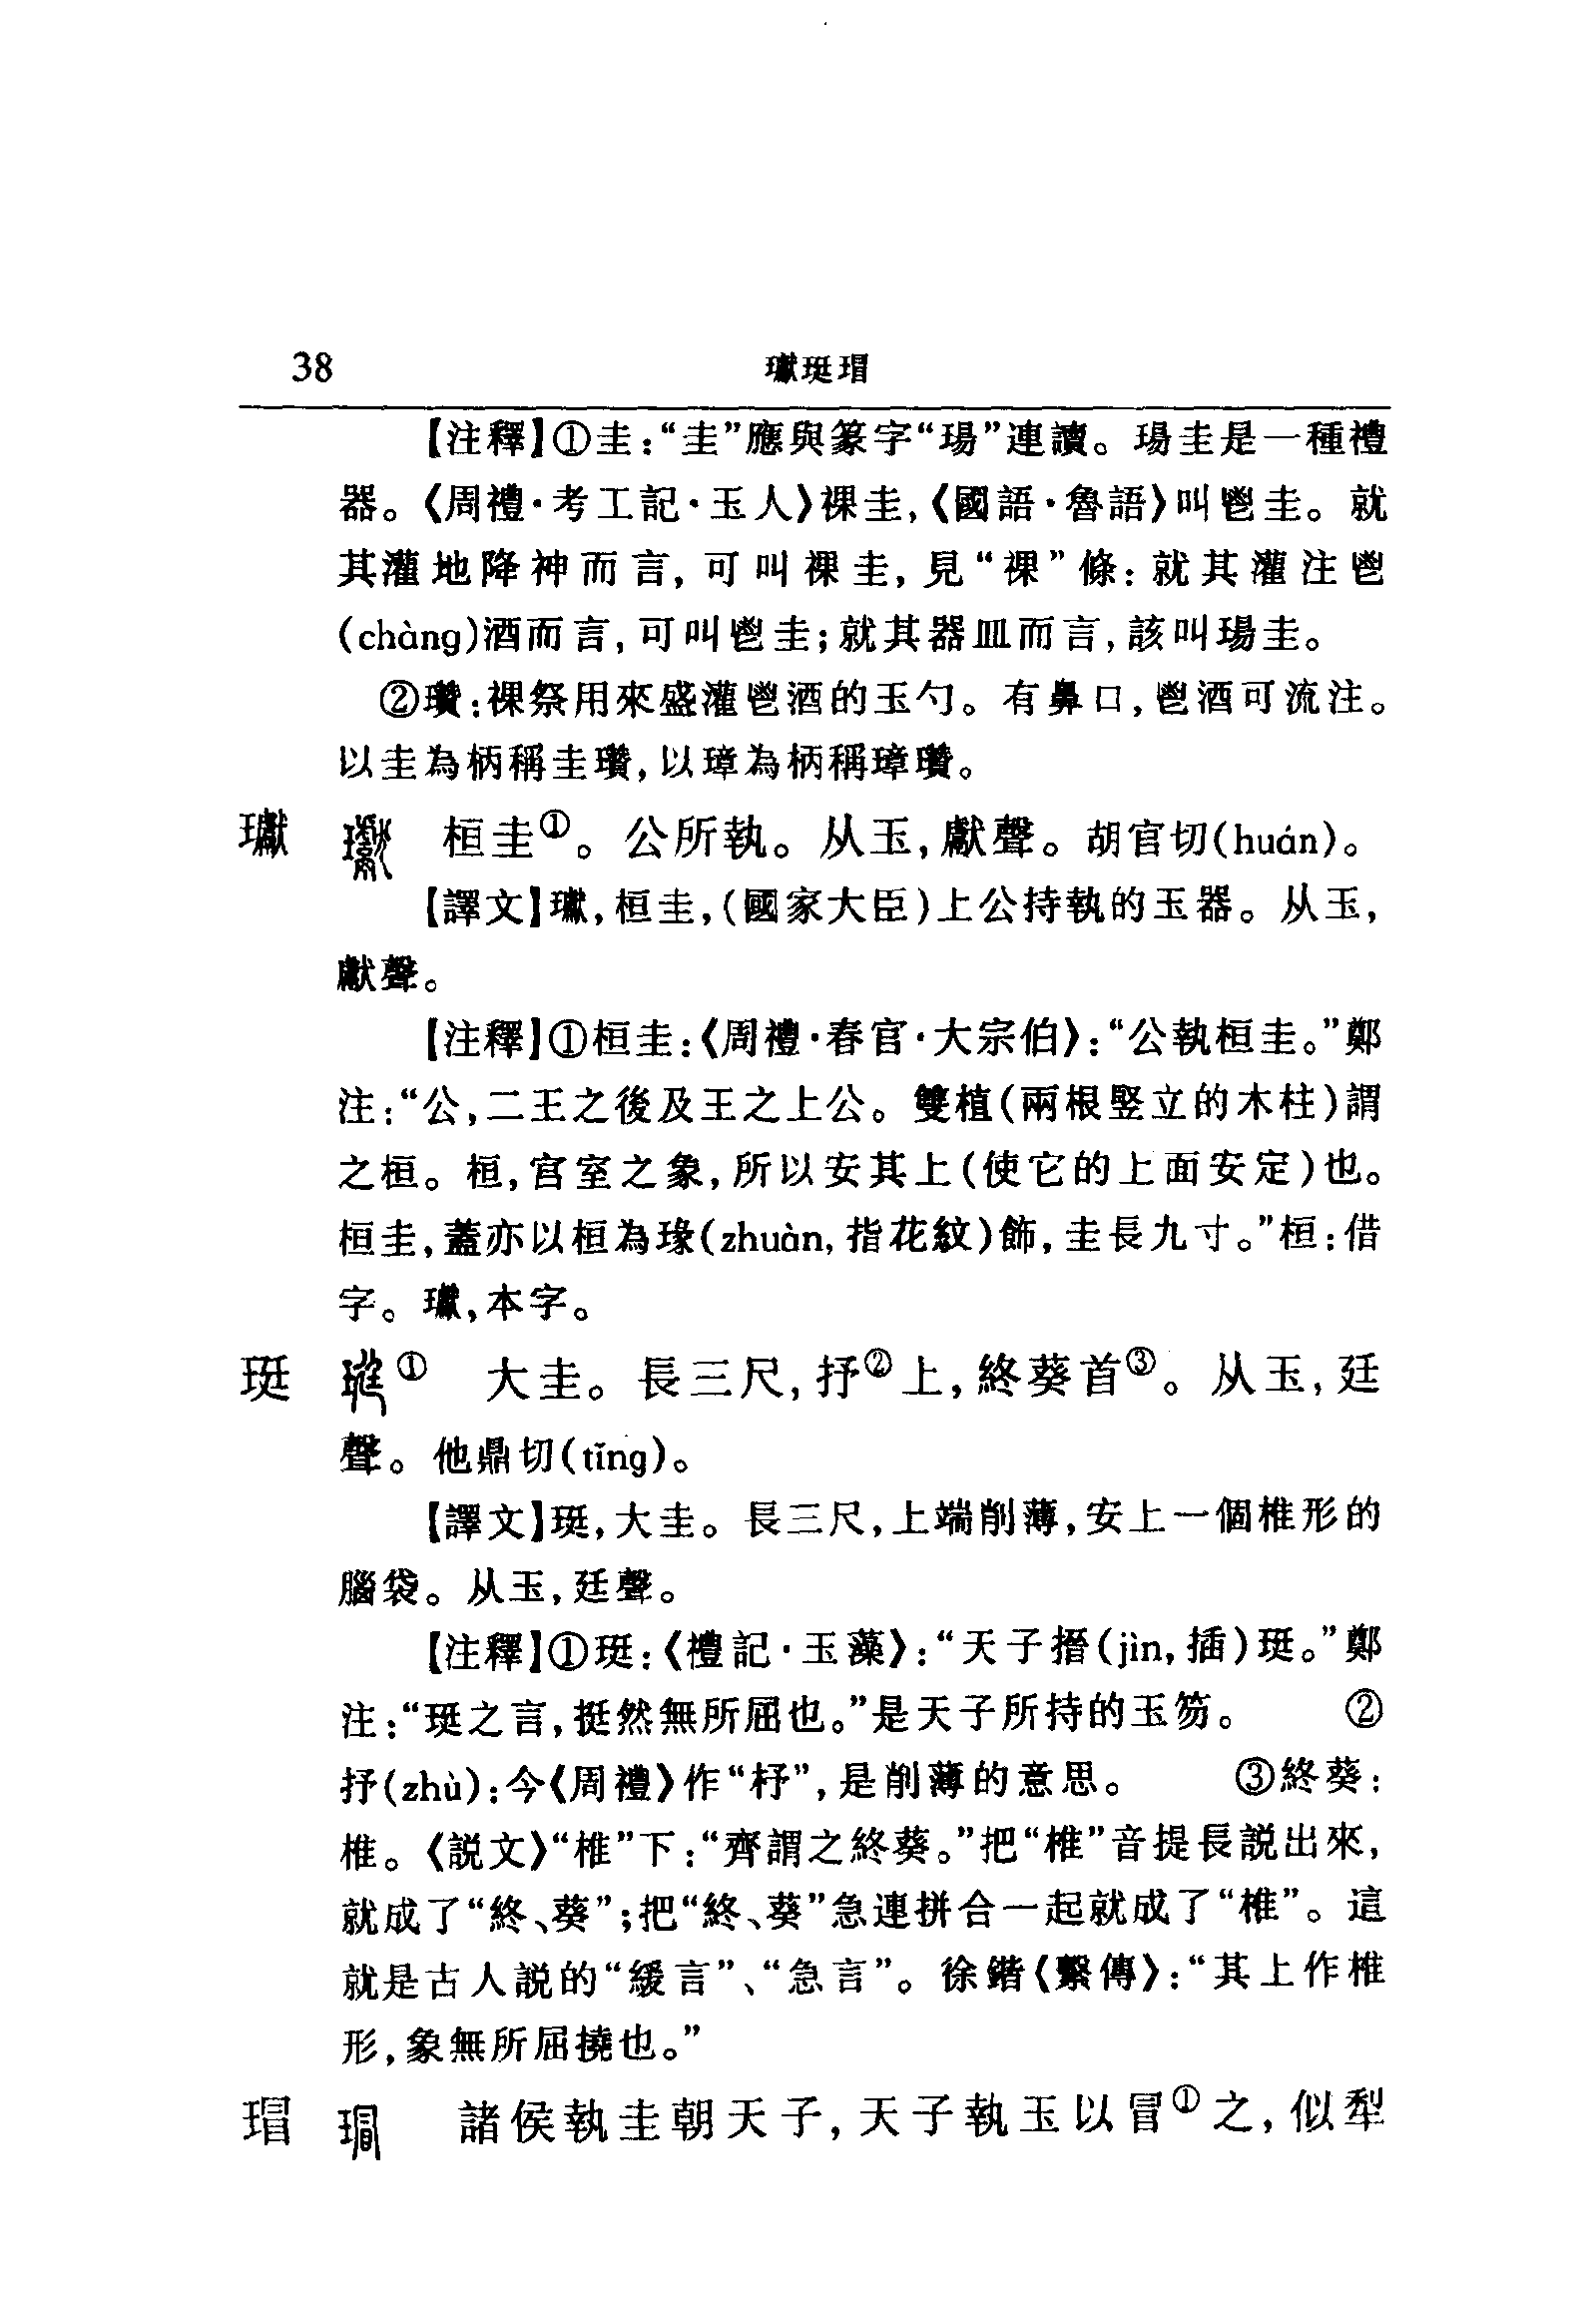 38 瓛珽瑁
【注釋】①圭：“圭”應與篆字“瑒”連讀。瑒圭是一種禮
器。《周禮·考工記·玉人》祼圭，《國語·魯語》叫鬯圭。就
其灌地降神而言，可叫祼圭，見“祼”條：就其灌注鬯
(chàng)酒而言，可叫鬯圭；就其器皿而言，該叫瑒圭。
②瓚：祼祭用來盛灌鬯酒的玉勺。有鼻口，鬯酒可流注。
以圭為柄稱圭瓚，以璋為柄稱璋瓚。
瓛 瓛 桓圭①。公所執。从玉，獻聲。胡官切(huán)。
【譯文】瓛，桓圭，(國家大臣)上公持執的玉器。从玉，
獻聲。
【注釋】①桓圭：《周禮·春官·大宗伯》：“公執桓圭。”鄭
注：“公，二王之後及王之上公。雙植(兩根竪立的木柱)謂
之桓。桓，宫室之象，所以安其上(使它的上面安定)也。
桓圭，蓋亦以桓為瑑(zhuàn，指花紋)飾，圭長九寸。”桓：借
字。瓛，本字。
珽 珽① 大圭。長三尺，抒②上，終葵首③。从玉，廷
聲。他鼎切(tǐng)。
【譯文】珽，大圭。長三尺，上端削薄，安上一個椎形的
腦袋。从玉，廷聲。
【注釋】①珽：《禮記·玉藻》：“天子搢(jìn，插)珽。”鄭
注：“珽之言，挺然無所屈也。”是天子所持的玉笏。 ②
抒(zhù)：今《周禮》作“杼”，是削薄的意思。 ③終葵：
椎。《説文》“椎”下：“齊謂之終葵。”把“椎”音提長説出來，
就成了“終、葵”；把“終、葵”急連拼合一起就成了“椎”。這
就是古人説的“緩言”、“急言”。徐鍇《繫傳》：“其上作椎
形，象無所屈撓也。”
瑁 瑁 諸侯執圭朝天子，天子執玉以冒①之，似犁